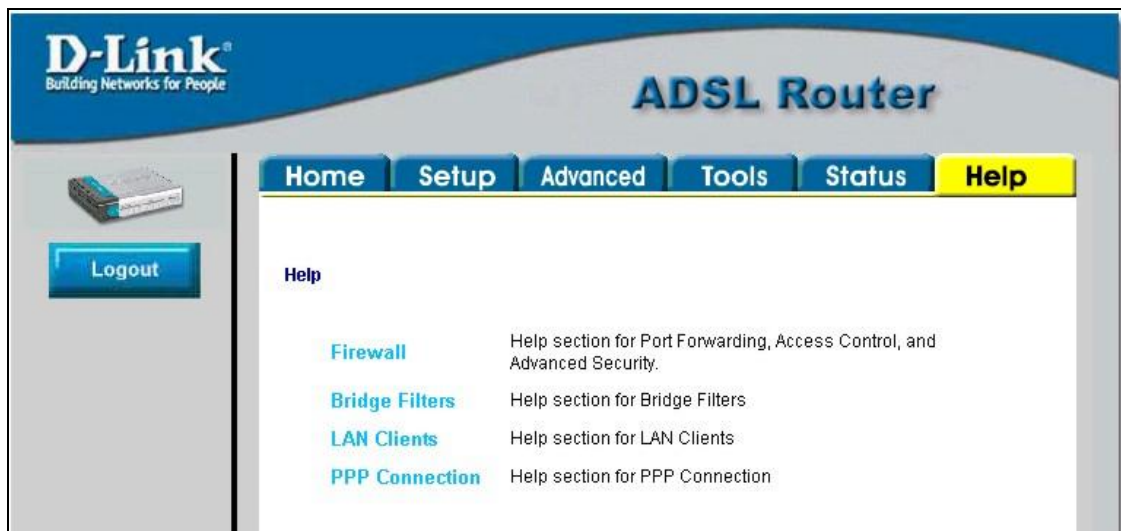 D-Link®
Building Networks for People
ADSL Router
Home Setup Advanced Tools Status Help
Logout
Help
Firewall Help section for Port Forwarding, Access Control, and
Advanced Security.
Bridge Filters Help section for Bridge Filters
LAN Clients Help section for LAN Clients
PPP Connection Help section for PPP Connection